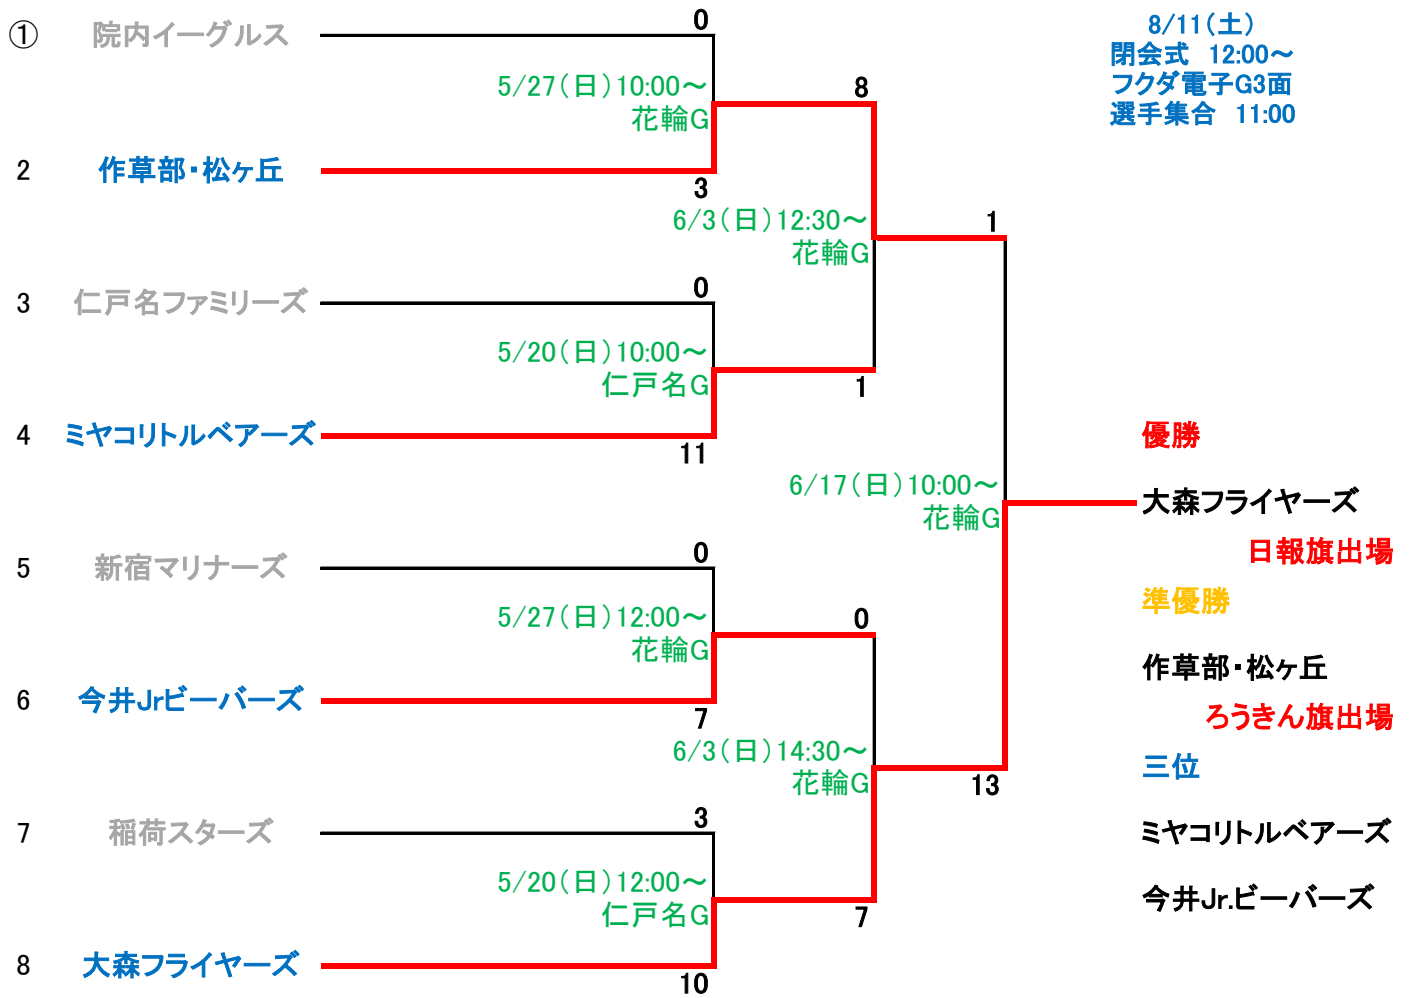 ① 院内イーグルス
0
5/27(日)10:00～
花輪G
2 作草部・松ヶ丘
3
8
6/3(日)12:30～
花輪G
3 仁戸名ファミリーズ
0
5/20(日)10:00～
仁戸名G
4 ミヤコリトルベアーズ
11
1
1
6/17(日)10:00～
花輪G
5 新宿マリナーズ
0
5/27(日)12:00～
花輪G
6 今井Jrビーバーズ
7
0
6/3(日)14:30～
花輪G
13
7 稲荷スターズ
3
5/20(日)12:00～
仁戸名G
8 大森フライヤーズ
10
7
8/11(土)
閉会式 12:00～
フクダ電子G3面
選手集合 11:00
優勝
大森フライヤーズ
日報旗出場
準優勝
作草部・松ヶ丘
ろうきん旗出場
三位
ミヤコリトルベアーズ
今井Jr.ビーバーズ